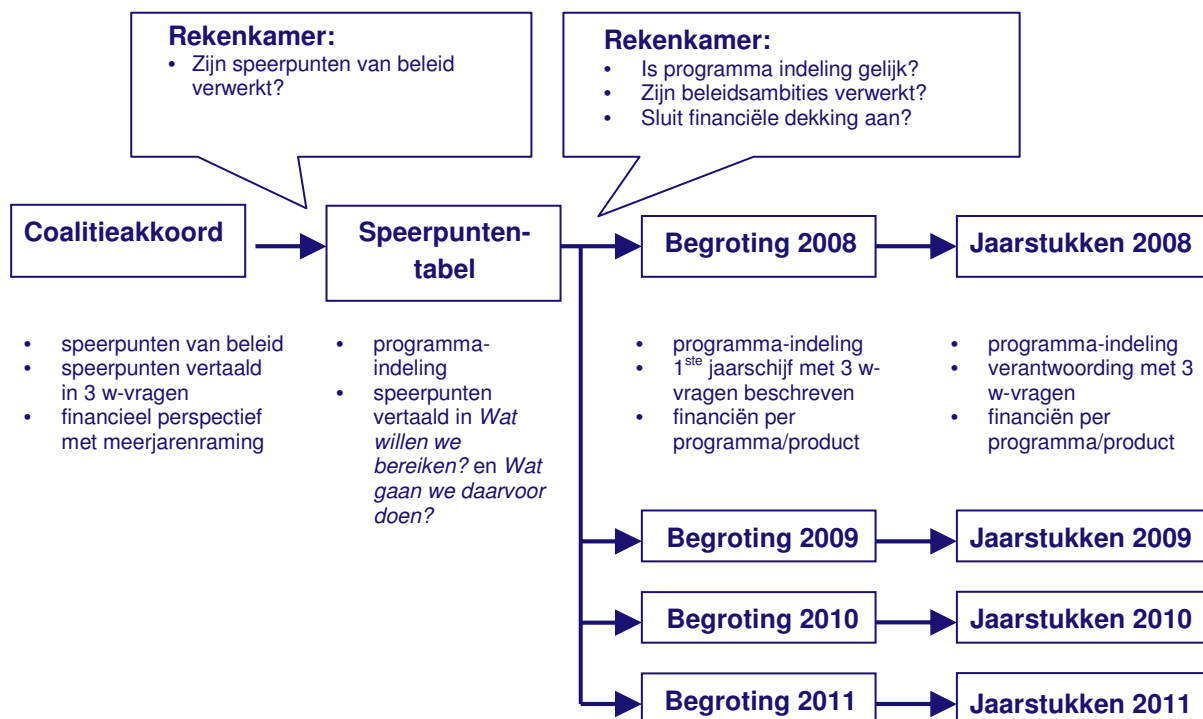 Rekenkamer:
• Zijn speerpunten van beleid
verwerkt?
Rekenkamer:
• Is programma indeling gelijk?
• Zijn beleidsambities verwerkt?
• Sluit financiële dekking aan?
Coalitieakkoord
Speerpunten-
tabel
Begroting 2008
Jaarstukken 2008
• speerpunten van beleid
• speerpunten vertaald
in 3 w-vragen
• financieel perspectief
met meerjarenraming
• programma-
indeling
• speerpunten
vertaald in Wat
willen we
bereiken? en Wat
gaan we daarvoor
doen?
• programma-indeling
• 1ste jaarschijf met 3 w-
vragen beschreven
• financiën per
programma/product
• programma-indeling
• verantwoording met 3
w-vragen
• financiën per
programma/product
Begroting 2009
Jaarstukken 2009
Begroting 2010
Jaarstukken 2010
Begroting 2011
Jaarstukken 2011